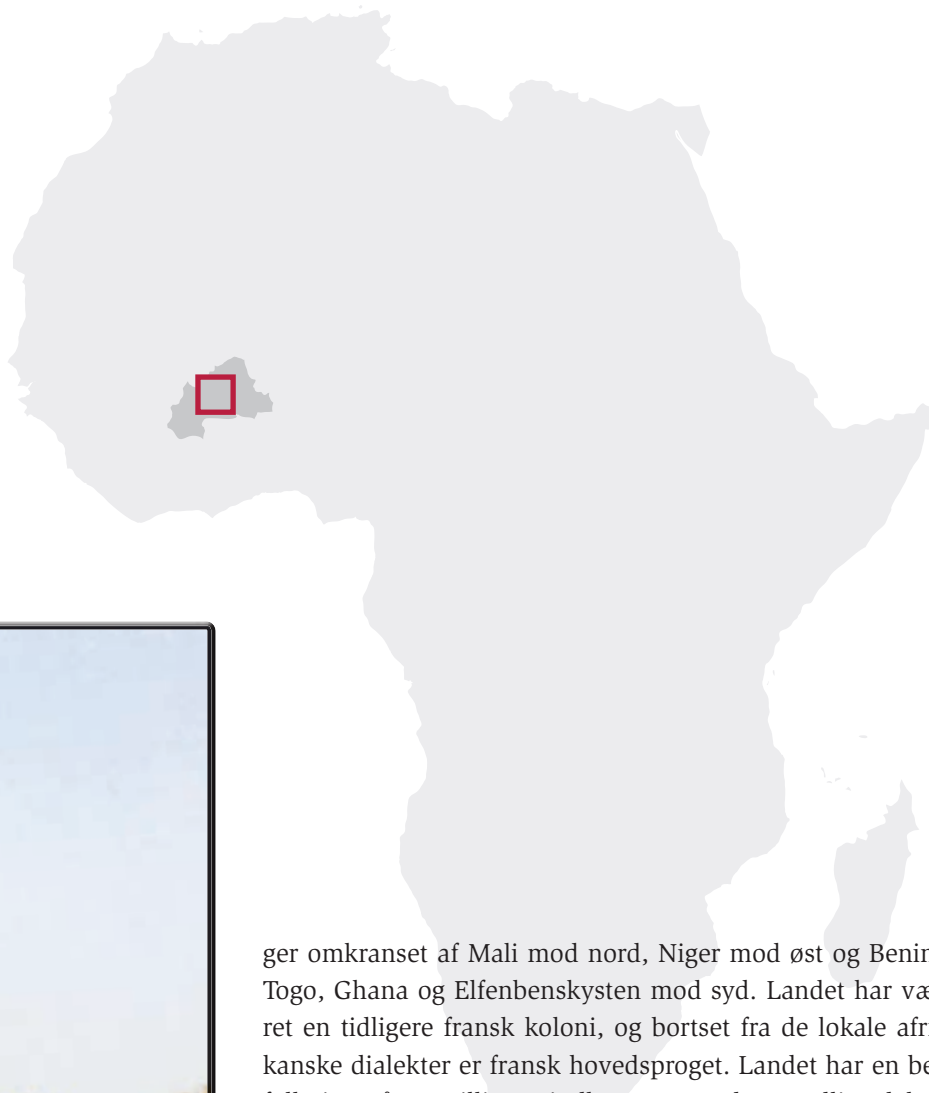 ger omkranset af Mali mod nord, Niger mod øst og Benin
Togo, Ghana og Elfenbenskysten mod syd. Landet har væ
ret en tidligere fransk koloni, og bortset fra de lokale afri
kanske dialekter er fransk hovedsproget. Landet har en be